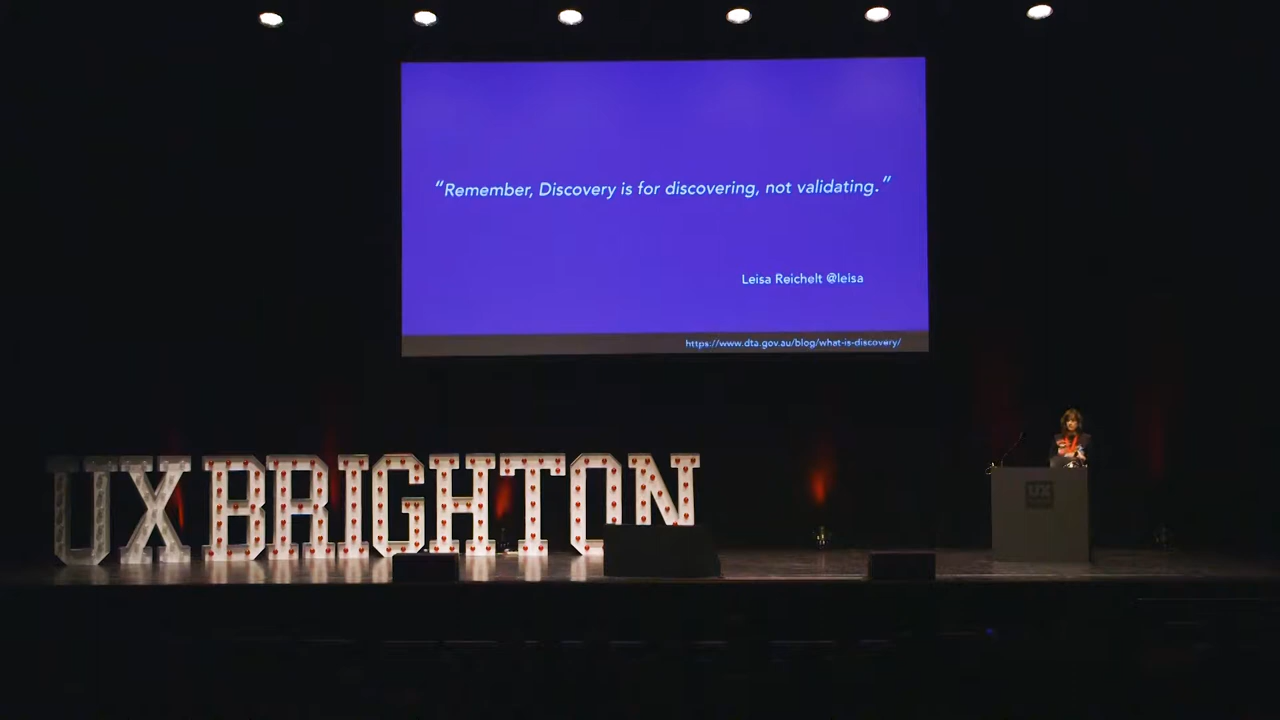 “Remember, Discovery is for discovering, not validating.”
Leisa Reichelt @leisa
https://www.dta.gov.au/blog/what-is-discovery/
UX BRIGHTON
UX